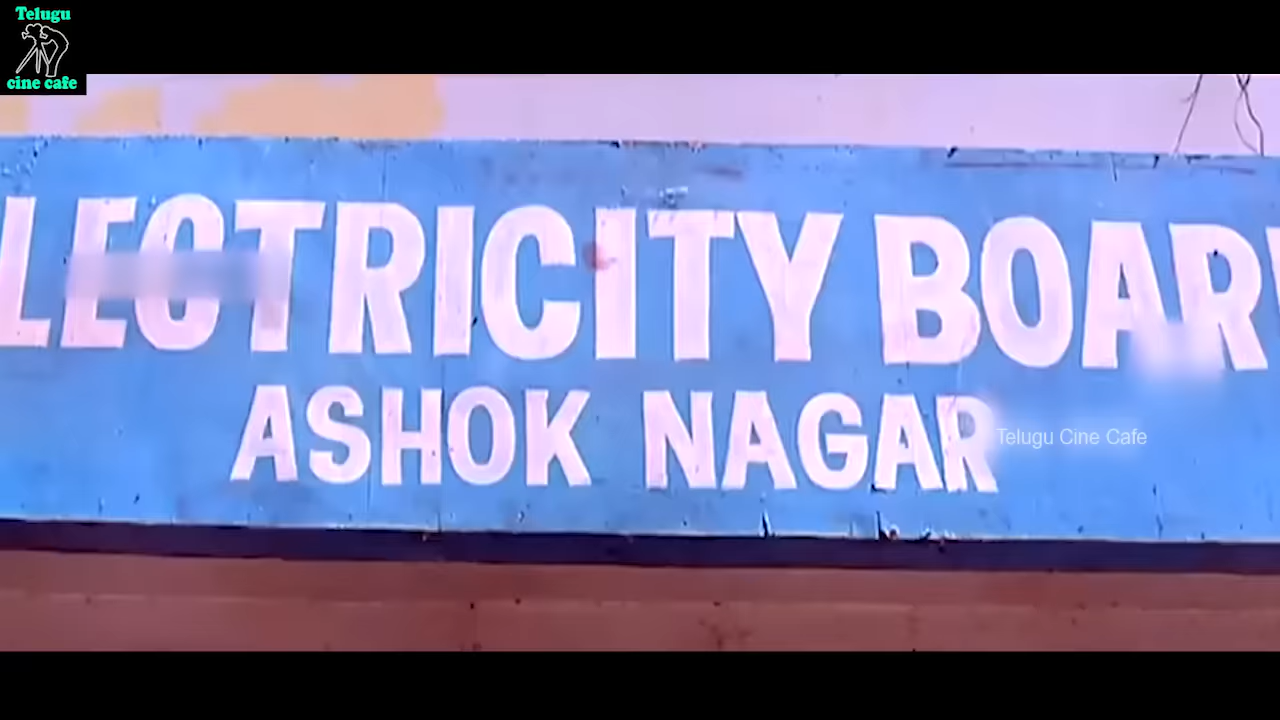 Telugu
cine cafe
LECTRICITY BOAR
ASHOK NAGAR
Telugu Cine Cafe